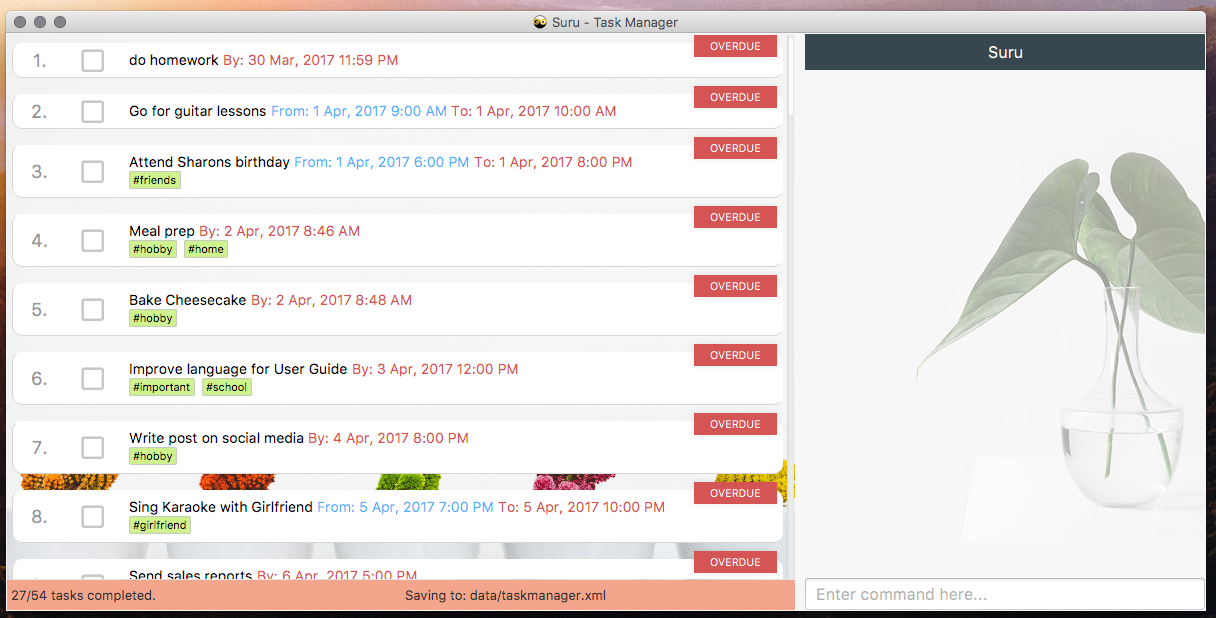 Suru - Task Manager
1. do homework By: 30 Mar, 2017 11:59 PM OVERDUE
2. Go for guitar lessons From: 1 Apr, 2017 9:00 AM To: 1 Apr, 2017 10:00 AM OVERDUE
3. Attend Sharons birthday From: 1 Apr, 2017 6:00 PM To: 1 Apr, 2017 8:00 PM OVERDUE
#friends
4. Meal prep By: 2 Apr, 2017 8:46 AM OVERDUE
#hobby #home
5. Bake Cheesecake By: 2 Apr, 2017 8:48 AM OVERDUE
#hobby
6. Improve language for User Guide By: 3 Apr, 2017 12:00 PM OVERDUE
#important #school
7. Write post on social media By: 4 Apr, 2017 8:00 PM OVERDUE
#hobby
8. Sing Karaoke with Girlfriend From: 5 Apr, 2017 7:00 PM To: 5 Apr, 2017 10:00 PM OVERDUE
#girlfriend
Send sales reports By: 6 Apr, 2017 5:00 PM OVERDUE
27/54 tasks completed. Saving to: data/taskmanager.xml
Suru
Enter command here...